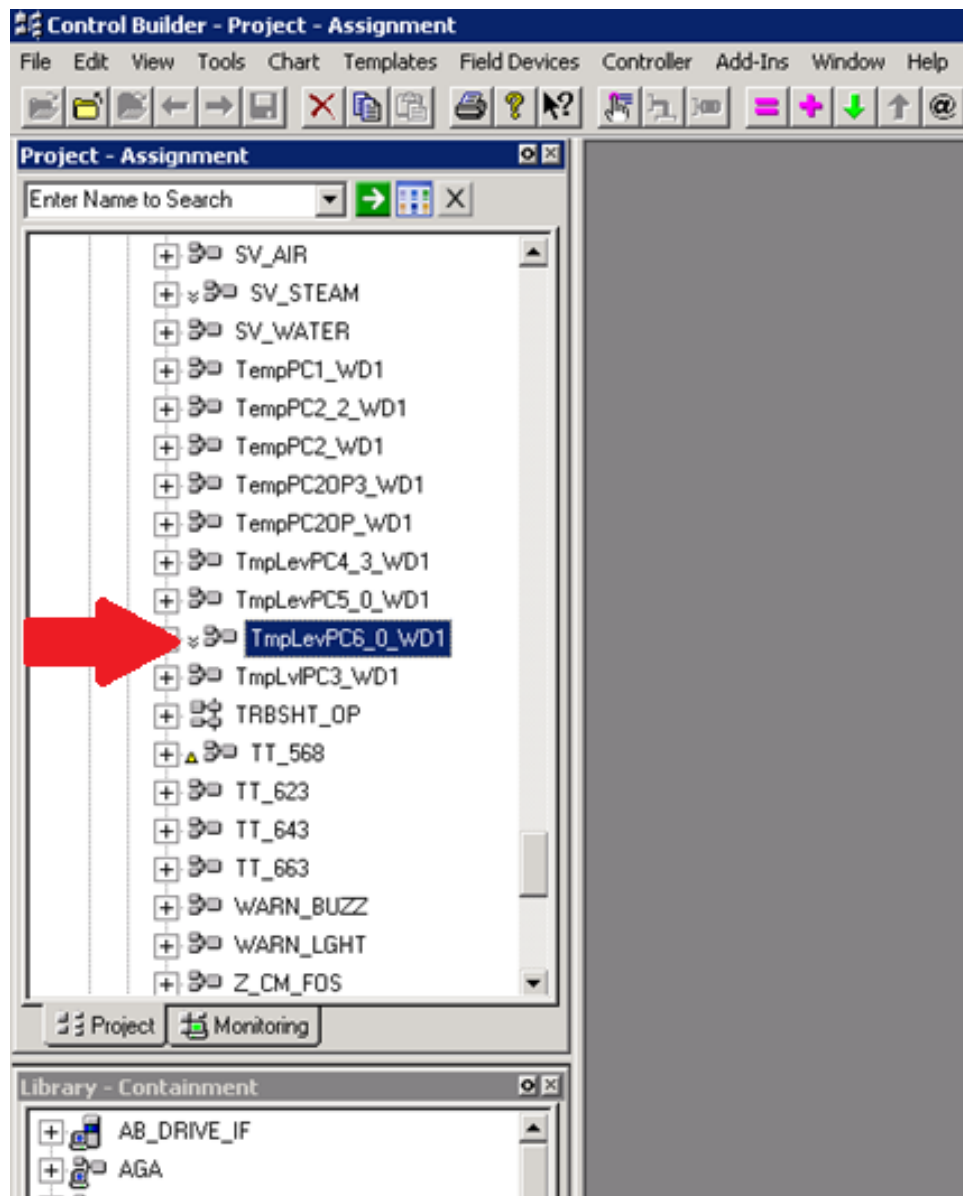 Control Builder - Project - Assignment
File Edit View Tools Chart Templates Field Devices Controller Add-Ins Window Help
Project - Assignment
Enter Name to Search
SV_AIR
SV_STEAM
SV_WATER
TempPC1_WD1
TempPC2_2_WD1
TempPC2_WD1
TempPC2OP3_WD1
TempPC2OP_WD1
TmpLevPC4_3_WD1
TmpLevPC5_0_WD1
TmpLevPC6_0_WD1
TmpLvlPC3_WD1
TRBSHT_OP
TT_568
TT_623
TT_643
TT_663
WARN_BUZZ
WARN_LGHT
Z_CM_FOS
Project Monitoring
Library - Containment
AB_DRIVE_IF
AGA